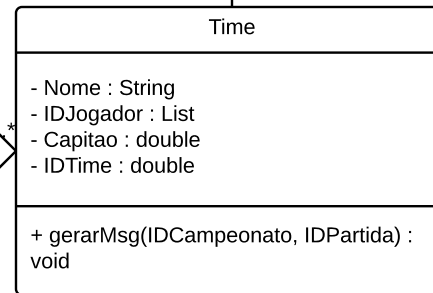 Time
- Nome : String
- IDJogador : List
- Capitao : double
- IDTime : double
.*
+ gerarMsg(IDCampeonato, IDPartida) :
void